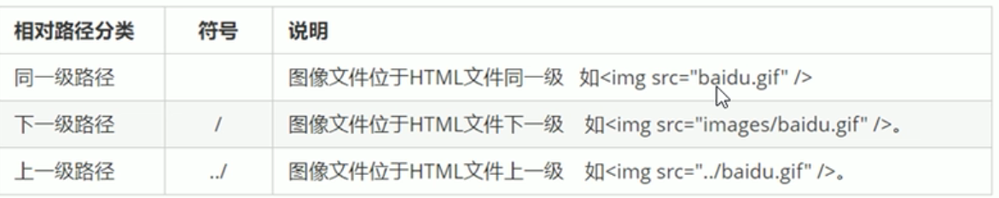 相对路径分类 符号 说明
同一级路径 图像文件位于HTML文件同一级 如<img src="baidu.gif" />
下一级路径 / 图像文件位于HTML文件下一级 如<img src="images/baidu.gif" />。
上一级路径 ../ 图像文件位于HTML文件上一级 如<img src="../baidu.gif" />。